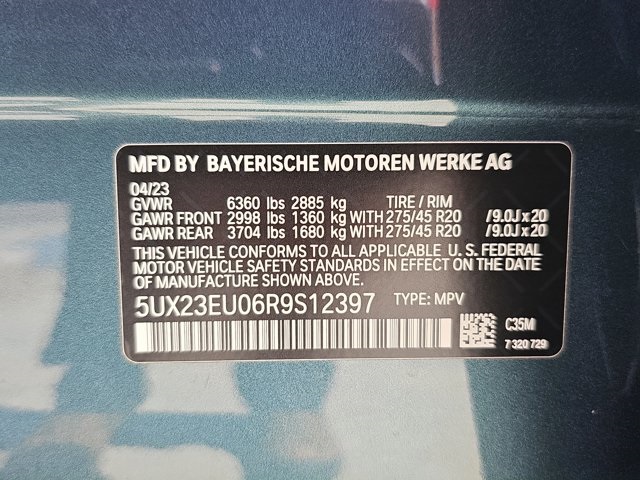 MFD BY BAYERISCHE MOTOREN WERKE AG
04/23
GVWR 6360 lbs 2885 kg TIRE / RIM
GAWR FRONT 2998 lbs 1360 kg WITH 275/45 R20 /9.0J x 20
GAWR REAR 3704 lbs 1680 kg WITH 275/45 R20 /9.0J x 20
THIS VEHICLE CONFORMS TO ALL APPLICABLE U. S. FEDERAL
MOTOR VEHICLE SAFETY STANDARDS IN EFFECT ON THE DATE
OF MANUFACTURE SHOWN ABOVE.
5UX23EU06R9S12397 TYPE: MPV
C35M
7 320 729